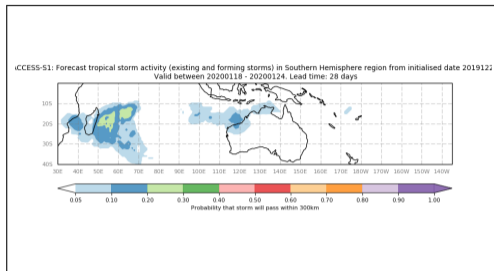 ACCESS-S1: Forecast tropical storm activity (existing and forming storms) in Southern Hemisphere region from initialised date 2019122
Valid between 20200118 - 20200124. Lead time: 28 days
10S
20S
30S
40S
30E 40E 50E 60E 70E 80E 90E 100E 110E 120E 130E 140E 150E 160E 170E 180W 170W 160W 150W 140W
0.05 0.10 0.20 0.30 0.40 0.50 0.60 0.70 0.80 0.90 1.00
Probability that storm will pass within 300km